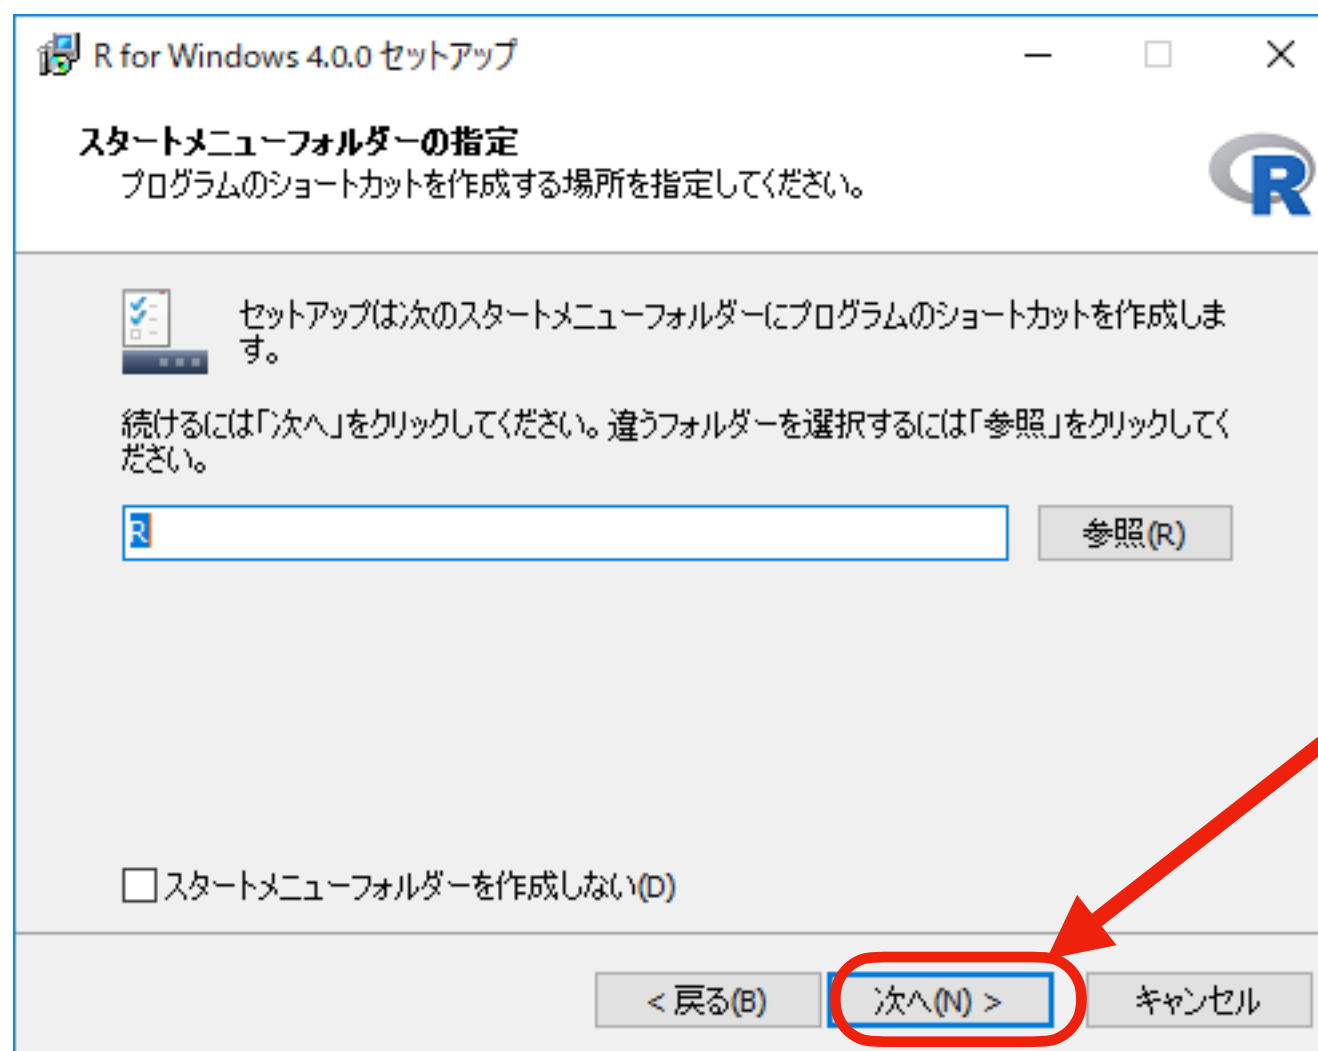 R for Windows 4.0.0 セットアップ
スタートメニューフォルダーの指定
プログラムのショートカットを作成する場所を指定してください。
R
セットアップは次のスタートメニューフォルダーにプログラムのショートカットを作成しま
す。
続けるには「次へ」をクリックしてください。違うフォルダーを選択するには「参照」をクリックしてく
ださい。
R
参照(R)
スタートメニューフォルダーを作成しない(D)
< 戻る(B)
次へ(N) >
キャンセル